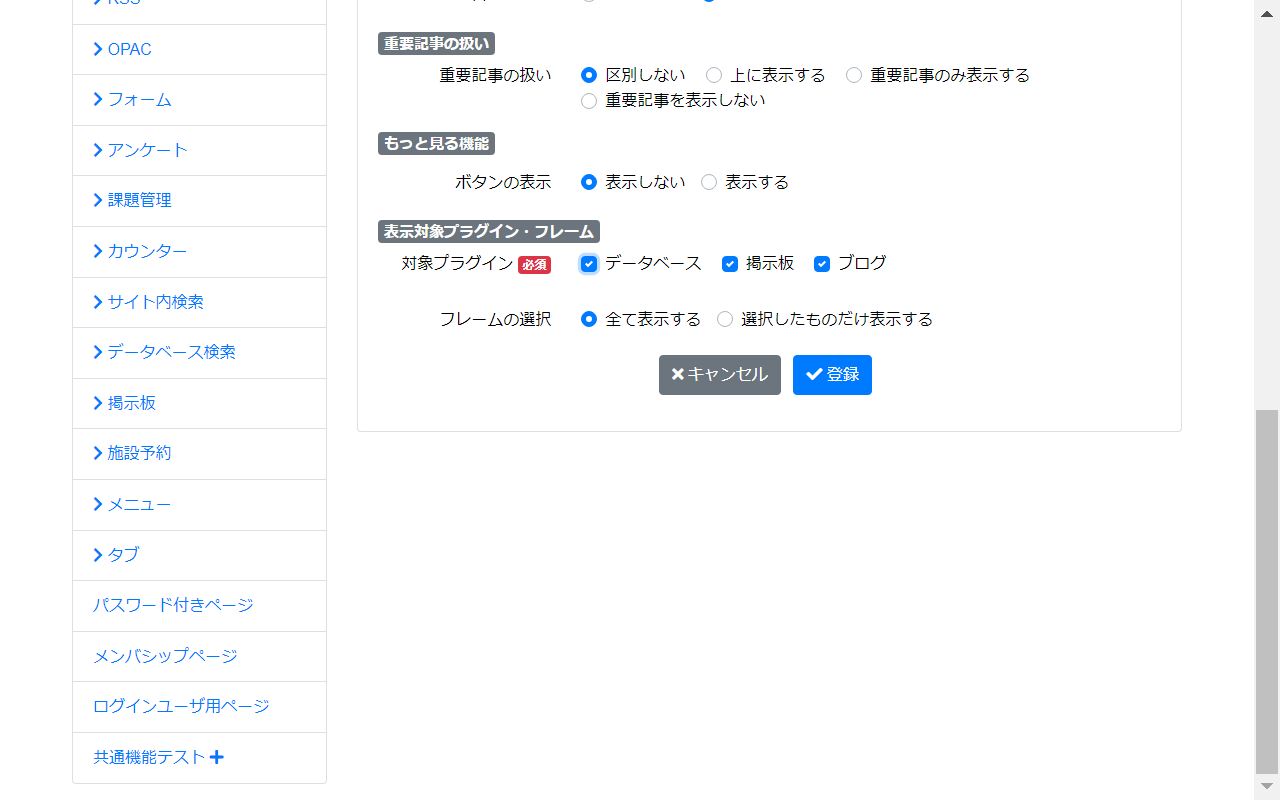 RSS
OPAC
フォーム
アンケート
課題管理
カウンター
サイト内検索
データベース検索
掲示板
施設予約
メニュー
タブ
パスワード付きページ
メンバシップページ
ログインユーザ用ページ
共通機能テスト
重要記事の扱い
重要記事の扱い 区別しない 上に表示する 重要記事のみ表示する
重要記事を表示しない
もっと見る機能
ボタンの表示 表示しない 表示する
表示対象プラグイン・フレーム
対象プラグイン 必須 データベース 掲示板 ブログ
フレームの選択 全て表示する 選択したものだけ表示する
キャンセル 登録